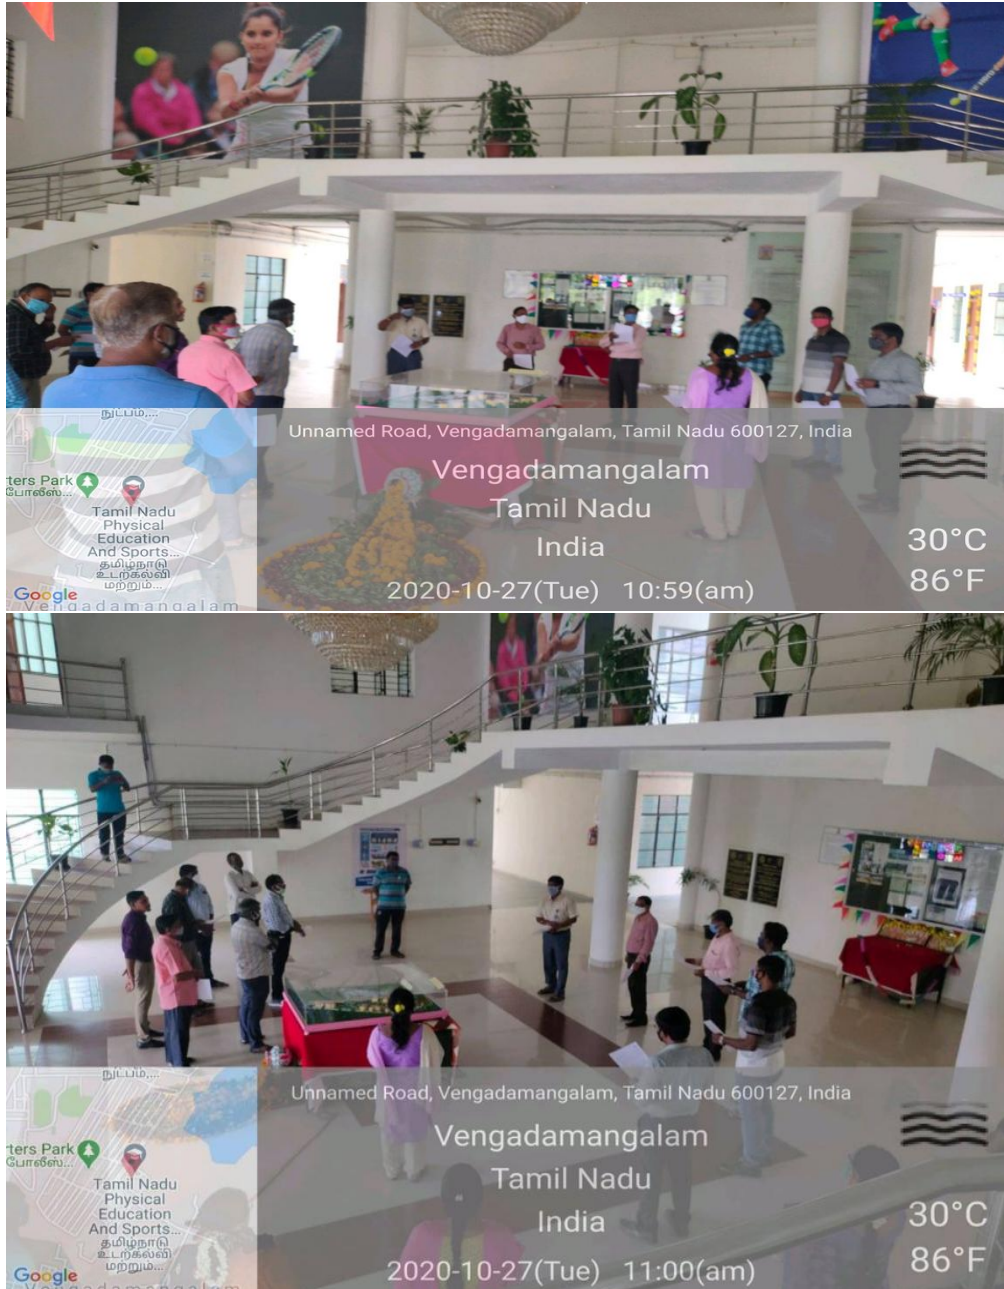 நுட்பம்,...
ters Park
போலீஸ்...
Tamil Nadu
Physical
Education
And Sports...
தமிழ்நாடு
உடற்கல்வி
மற்றும்...
Google
Vengadamangalam
Unnamed Road, Vengadamangalam, Tamil Nadu 600127, India
Vengadamangalam
Tamil Nadu
India
2020-10-27(Tue) 10:59(am)
30°C
86°F
நுட்பம்,...
ters Park
போலீஸ்...
Tamil Nadu
Physical
Education
And Sports...
தமிழ்நாடு
உடற்கல்வி
மற்றும்...
Google
Vengadamangalam
Unnamed Road, Vengadamangalam, Tamil Nadu 600127, India
Vengadamangalam
Tamil Nadu
India
2020-10-27(Tue) 11:00(am)
30°C
86°F